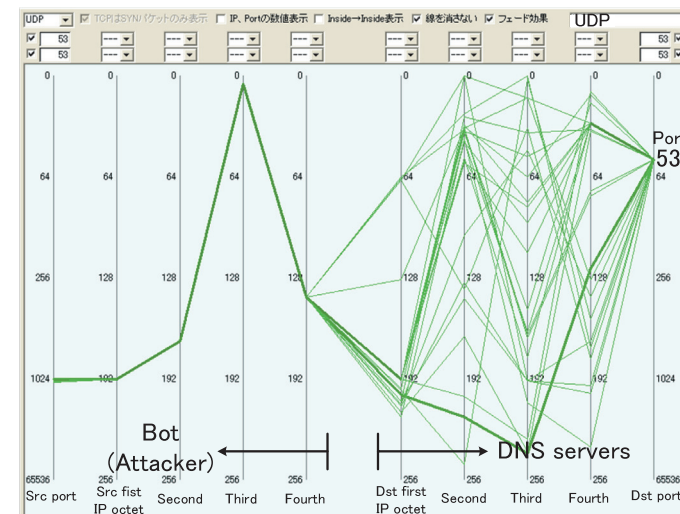 UDP TCPはSYNパケットのみ表示 IP、Portの数値表示 Inside→Inside表示 線を消さない フェード効果 UDP
53 --- --- --- --- --- --- --- --- 53
53 --- --- --- --- --- --- --- --- 53
0 0 0 0 0 0 0 0 0
Port
53
64 64 64 64 64 64 64 64 64
256 128 128 128 128 128 128 128 128 256
1024 192 192 192 192 192 192 192 192 1024
Bot
(Attacker)
DNS servers
65536 256 256 256 256 256 256 256 256 65536
Src port Src fist IP octet Second Third Fourth Dst first IP octet Second Third Fourth Dst port